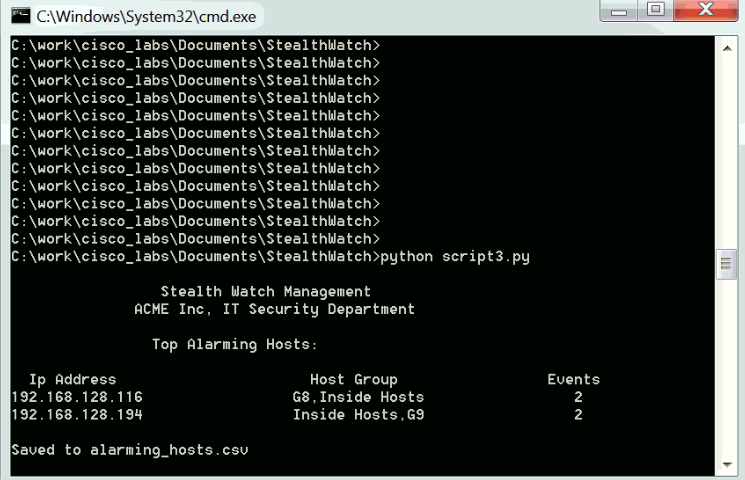 C:\Windows\System32\cmd.exe
C:\work\cisco_labs\Documents\StealthWatch>
C:\work\cisco_labs\Documents\StealthWatch>
C:\work\cisco_labs\Documents\StealthWatch>
C:\work\cisco_labs\Documents\StealthWatch>
C:\work\cisco_labs\Documents\StealthWatch>
C:\work\cisco_labs\Documents\StealthWatch>
C:\work\cisco_labs\Documents\StealthWatch>
C:\work\cisco_labs\Documents\StealthWatch>
C:\work\cisco_labs\Documents\StealthWatch>
C:\work\cisco_labs\Documents\StealthWatch>
C:\work\cisco_labs\Documents\StealthWatch>
C:\work\cisco_labs\Documents\StealthWatch>
C:\work\cisco_labs\Documents\StealthWatch>python script3.py
Stealth Watch Management
ACME Inc, IT Security Department
Top Alarming Hosts:
Ip Address Host Group Events
192.168.128.116 G8,Inside Hosts 2
192.168.128.194 Inside Hosts,G9 2
Saved to alarming_hosts.csv